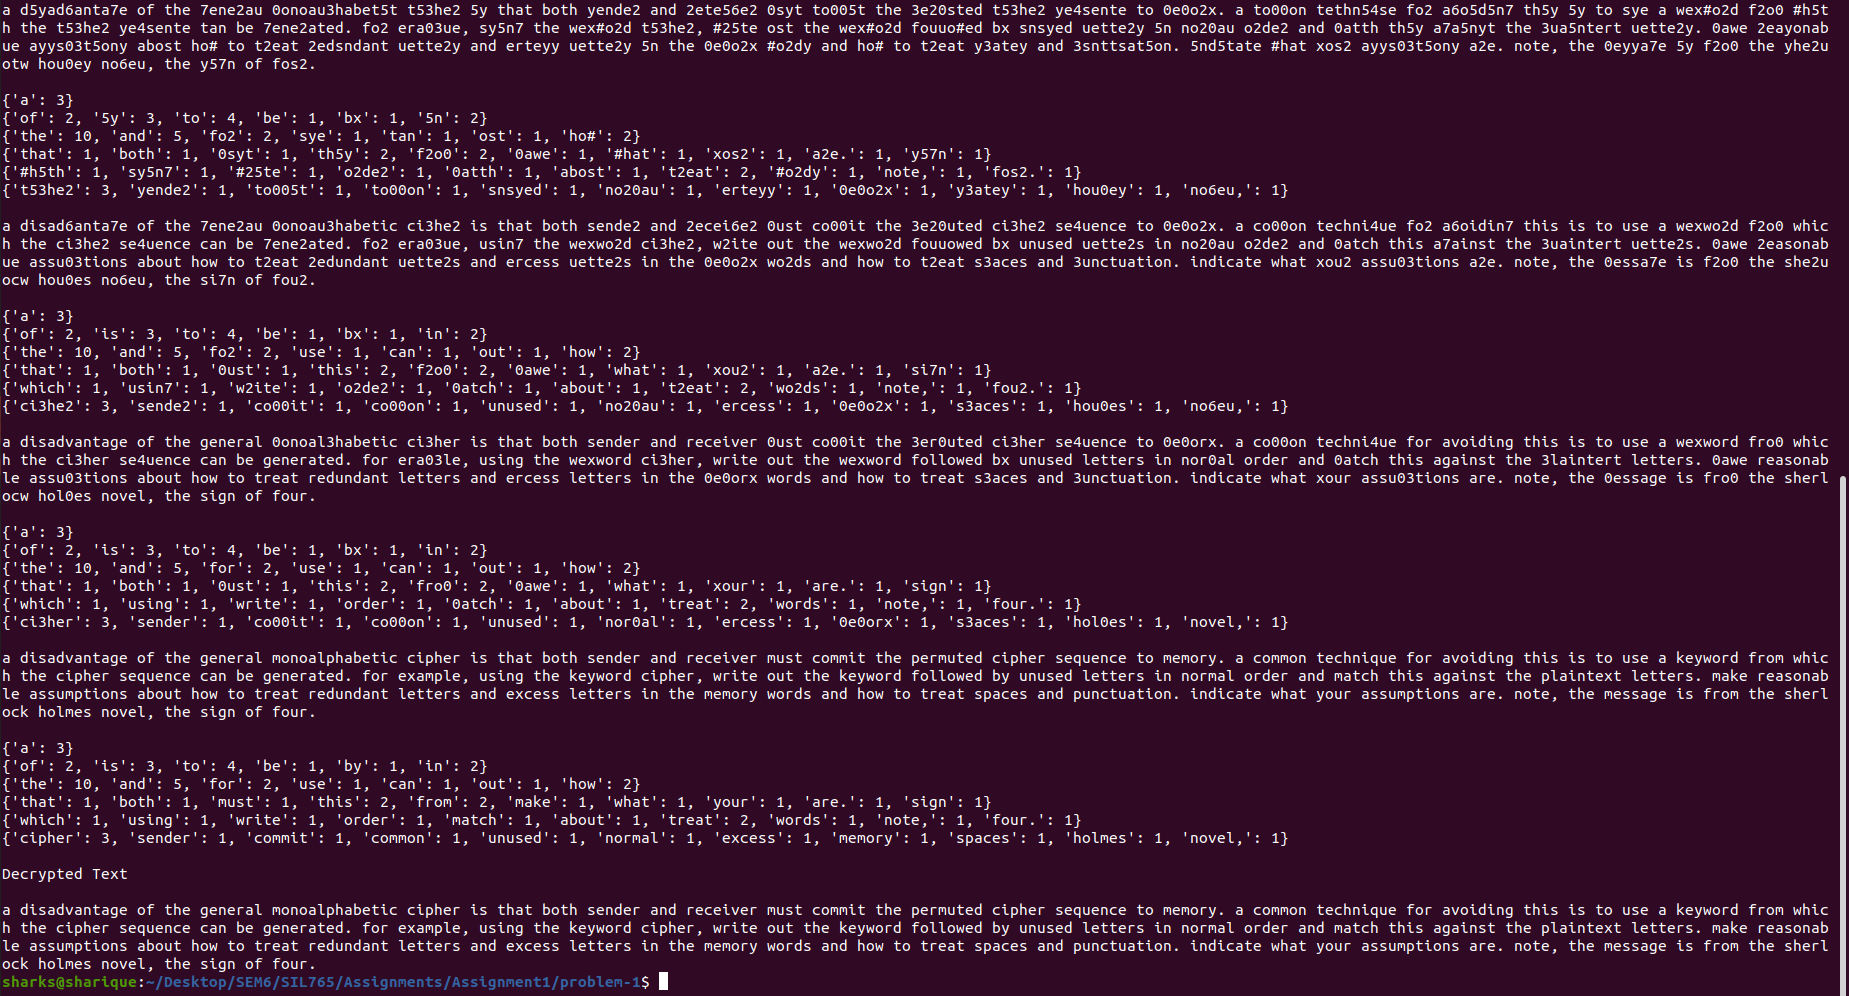 a d5yad6anta7e of the 7ene2au 0onoau3habet5t t53he2 5y that both yende2 and 2ete56e2 0syt to005t the 3e20sted t53he2 ye4sente to 0e0o2x. a to00on tethn54se fo2 a6o5d5n7 th5y 5y to sye a wex#o2d f2o0 #h5t
h the t53he2 ye4sente tan be 7ene2ated. fo2 era03ue, sy5n7 the wex#o2d t53he2, #25te ost the wex#o2d fouuo#ed bx snsyed uette2y 5n no20au o2de2 and 0atth th5y a7a5nyt the 3ua5ntert uette2y. 0awe 2eayonab
ue ayys03t5ony abost ho# to t2eat 2edsndant uette2y and erteyy uette2y 5n the 0e0o2x #o2dy and ho# to t2eat y3atey and 3snttsat5on. 5nd5tate #hat xos2 ayys03t5ony a2e. note, the 0eyya7e 5y f2o0 the yhe2u
otw hou0ey no6eu, the y57n of fos2.
{'a': 3}
{'of': 2, '5y': 3, 'to': 4, 'be': 1, 'bx': 1, '5n': 2}
{'the': 10, 'and': 5, 'fo2': 2, 'sye': 1, 'tan': 1, 'ost': 1, 'ho#': 2}
{'that': 1, 'both': 1, '0syt': 1, 'th5y': 2, 'f2o0': 2, '0awe': 1, '#hat': 1, 'xos2': 1, 'a2e.': 1, 'y57n': 1}
{'#h5th': 1, 'sy5n7': 1, '#25te': 1, 'o2de2': 1, '0atth': 1, 'abost': 1, 't2eat': 2, '#o2dy': 1, 'note,': 1, 'fos2.': 1}
{'t53he2': 3, 'yende2': 1, 'to005t': 1, 'to00on': 1, 'snsyed': 1, 'no20au': 1, 'erteyy': 1, '0e0o2x': 1, 'y3atey': 1, 'hou0ey': 1, 'no6eu,': 1}
a disad6anta7e of the 7ene2au 0onoau3habetic ci3he2 is that both sende2 and 2ecei6e2 0ust co00it the 3e20uted ci3he2 se4uence to 0e0o2x. a co00on techni4ue fo2 a6oidin7 this is to use a wexwo2d f2o0 whic
h the ci3he2 se4uence can be 7ene2ated. fo2 era03ue, usin7 the wexwo2d ci3he2, w2ite out the wexwo2d fouuowed bx unused uette2s in no20au o2de2 and 0atch this a7ainst the 3uaintert uette2s. 0awe 2easonab
ue assu03tions about how to t2eat 2edundant uette2s and ercess uette2s in the 0e0o2x wo2ds and how to t2eat s3aces and 3unctuation. indicate what xou2 assu03tions a2e. note, the 0essa7e is f2o0 the she2u
ocw hou0es no6eu, the si7n of fou2.
{'a': 3}
{'of': 2, 'is': 3, 'to': 4, 'be': 1, 'bx': 1, 'in': 2}
{'the': 10, 'and': 5, 'fo2': 2, 'use': 1, 'can': 1, 'out': 1, 'how': 2}
{'that': 1, 'both': 1, '0ust': 1, 'this': 2, 'f2o0': 2, '0awe': 1, 'what': 1, 'xou2': 1, 'a2e.': 1, 'si7n': 1}
{'which': 1, 'usin7': 1, 'w2ite': 1, 'o2de2': 1, '0atch': 1, 'about': 1, 't2eat': 2, 'wo2ds': 1, 'note,': 1, 'fou2.': 1}
{'ci3he2': 3, 'sende2': 1, 'co00it': 1, 'co00on': 1, 'unused': 1, 'no20au': 1, 'ercess': 1, '0e0o2x': 1, 's3aces': 1, 'hou0es': 1, 'no6eu,': 1}
a disadvantage of the general 0onoal3habetic ci3her is that both sender and receiver 0ust co00it the 3er0uted ci3her se4uence to 0e0orx. a co00on techni4ue for avoiding this is to use a wexword fro0 whic
h the ci3her se4uence can be generated. for era03le, using the wexword ci3her, write out the wexword followed bx unused letters in nor0al order and 0atch this against the 3laintert letters. 0awe reasonab
le assu03tions about how to treat redundant letters and ercess letters in the 0e0orx words and how to treat s3aces and 3unctuation. indicate what xour assu03tions are. note, the 0essage is fro0 the sherl
ocw hol0es novel, the sign of four.
{'a': 3}
{'of': 2, 'is': 3, 'to': 4, 'be': 1, 'bx': 1, 'in': 2}
{'the': 10, 'and': 5, 'for': 2, 'use': 1, 'can': 1, 'out': 1, 'how': 2}
{'that': 1, 'both': 1, '0ust': 1, 'this': 2, 'fro0': 2, '0awe': 1, 'what': 1, 'xour': 1, 'are.': 1, 'sign': 1}
{'which': 1, 'using': 1, 'write': 1, 'order': 1, '0atch': 1, 'about': 1, 'treat': 2, 'words': 1, 'note,': 1, 'four.': 1}
{'ci3her': 3, 'sender': 1, 'co00it': 1, 'co00on': 1, 'unused': 1, 'nor0al': 1, 'ercess': 1, '0e0orx': 1, 's3aces': 1, 'hol0es': 1, 'novel,': 1}
a disadvantage of the general monoalphabetic cipher is that both sender and receiver must commit the permuted cipher sequence to memory. a common technique for avoiding this is to use a keyword from whic
h the cipher sequence can be generated. for example, using the keyword cipher, write out the keyword followed by unused letters in normal order and match this against the plaintext letters. make reasonab
le assumptions about how to treat redundant letters and excess letters in the memory words and how to treat spaces and punctuation. indicate what your assumptions are. note, the message is from the sherl
ock holmes novel, the sign of four.
{'a': 3}
{'of': 2, 'is': 3, 'to': 4, 'be': 1, 'by': 1, 'in': 2}
{'the': 10, 'and': 5, 'for': 2, 'use': 1, 'can': 1, 'out': 1, 'how': 2}
{'that': 1, 'both': 1, 'must': 1, 'this': 2, 'from': 2, 'make': 1, 'what': 1, 'your': 1, 'are.': 1, 'sign': 1}
{'which': 1, 'using': 1, 'write': 1, 'order': 1, 'match': 1, 'about': 1, 'treat': 2, 'words': 1, 'note,': 1, 'four.': 1}
{'cipher': 3, 'sender': 1, 'commit': 1, 'common': 1, 'unused': 1, 'normal': 1, 'excess': 1, 'memory': 1, 'spaces': 1, 'holmes': 1, 'novel,': 1}
Decrypted Text
a disadvantage of the general monoalphabetic cipher is that both sender and receiver must commit the permuted cipher sequence to memory. a common technique for avoiding this is to use a keyword from whic
h the cipher sequence can be generated. for example, using the keyword cipher, write out the keyword followed by unused letters in normal order and match this against the plaintext letters. make reasonab
le assumptions about how to treat redundant letters and excess letters in the memory words and how to treat spaces and punctuation. indicate what your assumptions are. note, the message is from the sherl
ock holmes novel, the sign of four.
sharks@sharique:~/Desktop/SEM6/SIL765/Assignments/Assignment1/problem-1$